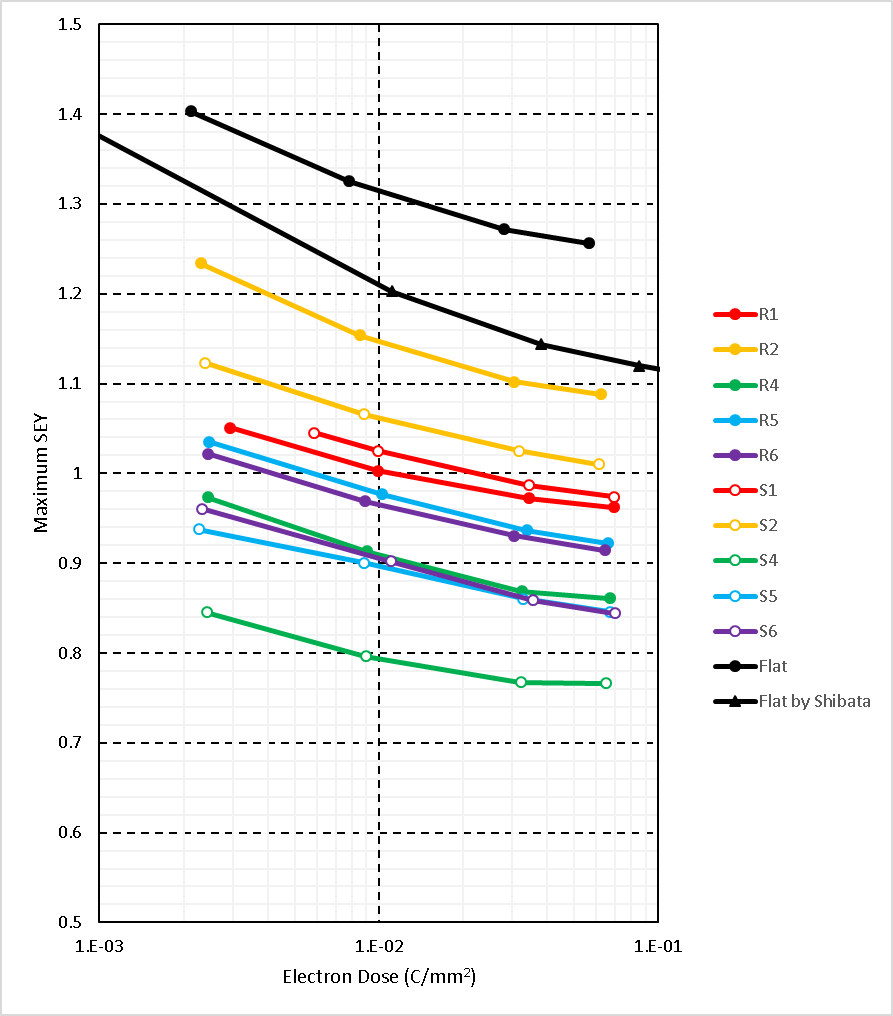 1.5
1.4
1.3
1.2
1.1
1
0.9
0.8
0.7
0.6
0.5
Maximum SEY
1.E-03 1.E-02 1.E-01
Electron Dose (C/mm²)
R1
R2
R4
R5
R6
S1
S2
S4
S5
S6
Flat
Flat by Shibata